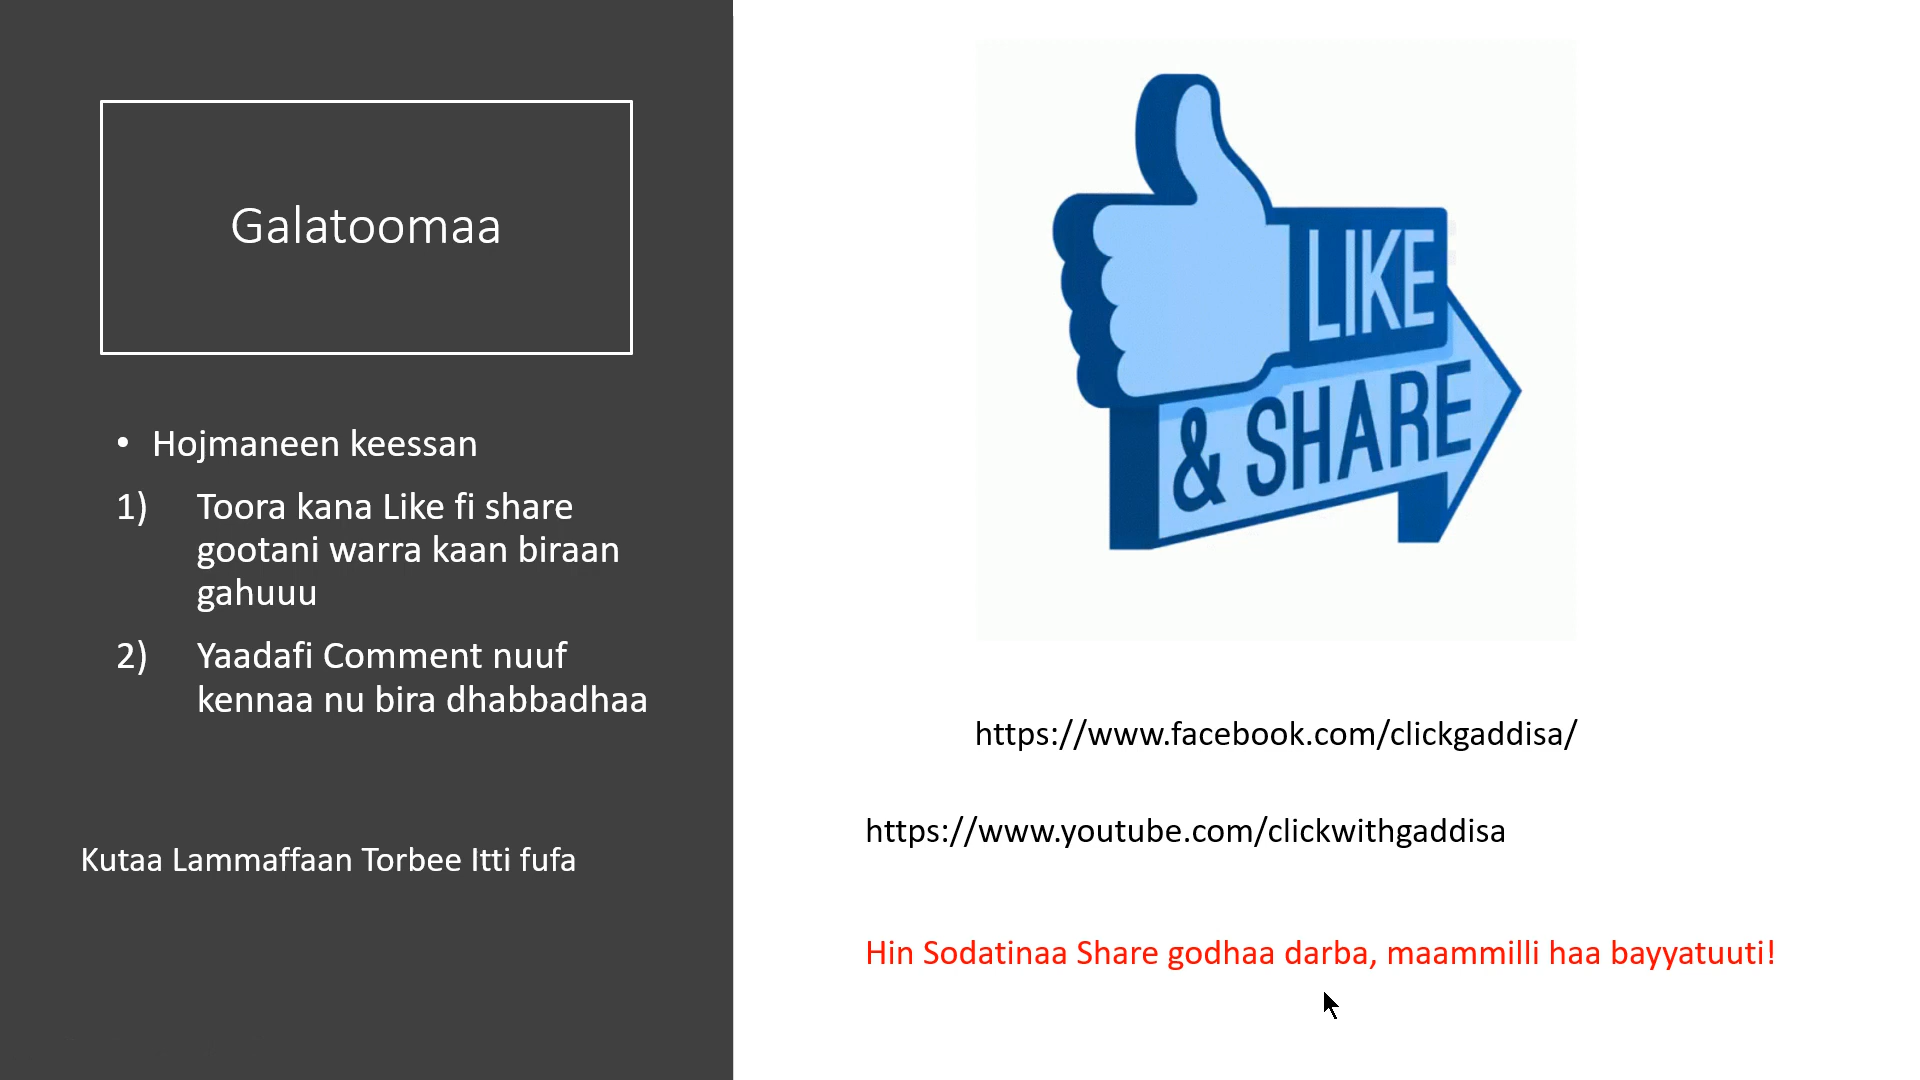 Galatoomaa
• Hojmaneen keessan
1) Toora kana Like fi share
gootani warra kaan biraan
gahuuu
2) Yaadafi Comment nuuf
kennaa nu bira dhabbadhaa
Kutaa Lammaffaan Torbee Itti fufa
LIKE
& SHARE
https://www.facebook.com/clickgaddisa/
https://www.youtube.com/clickwithgaddisa
Hin Sodatinaa Share godhaa darba, maammilli haa bayyatuuti!